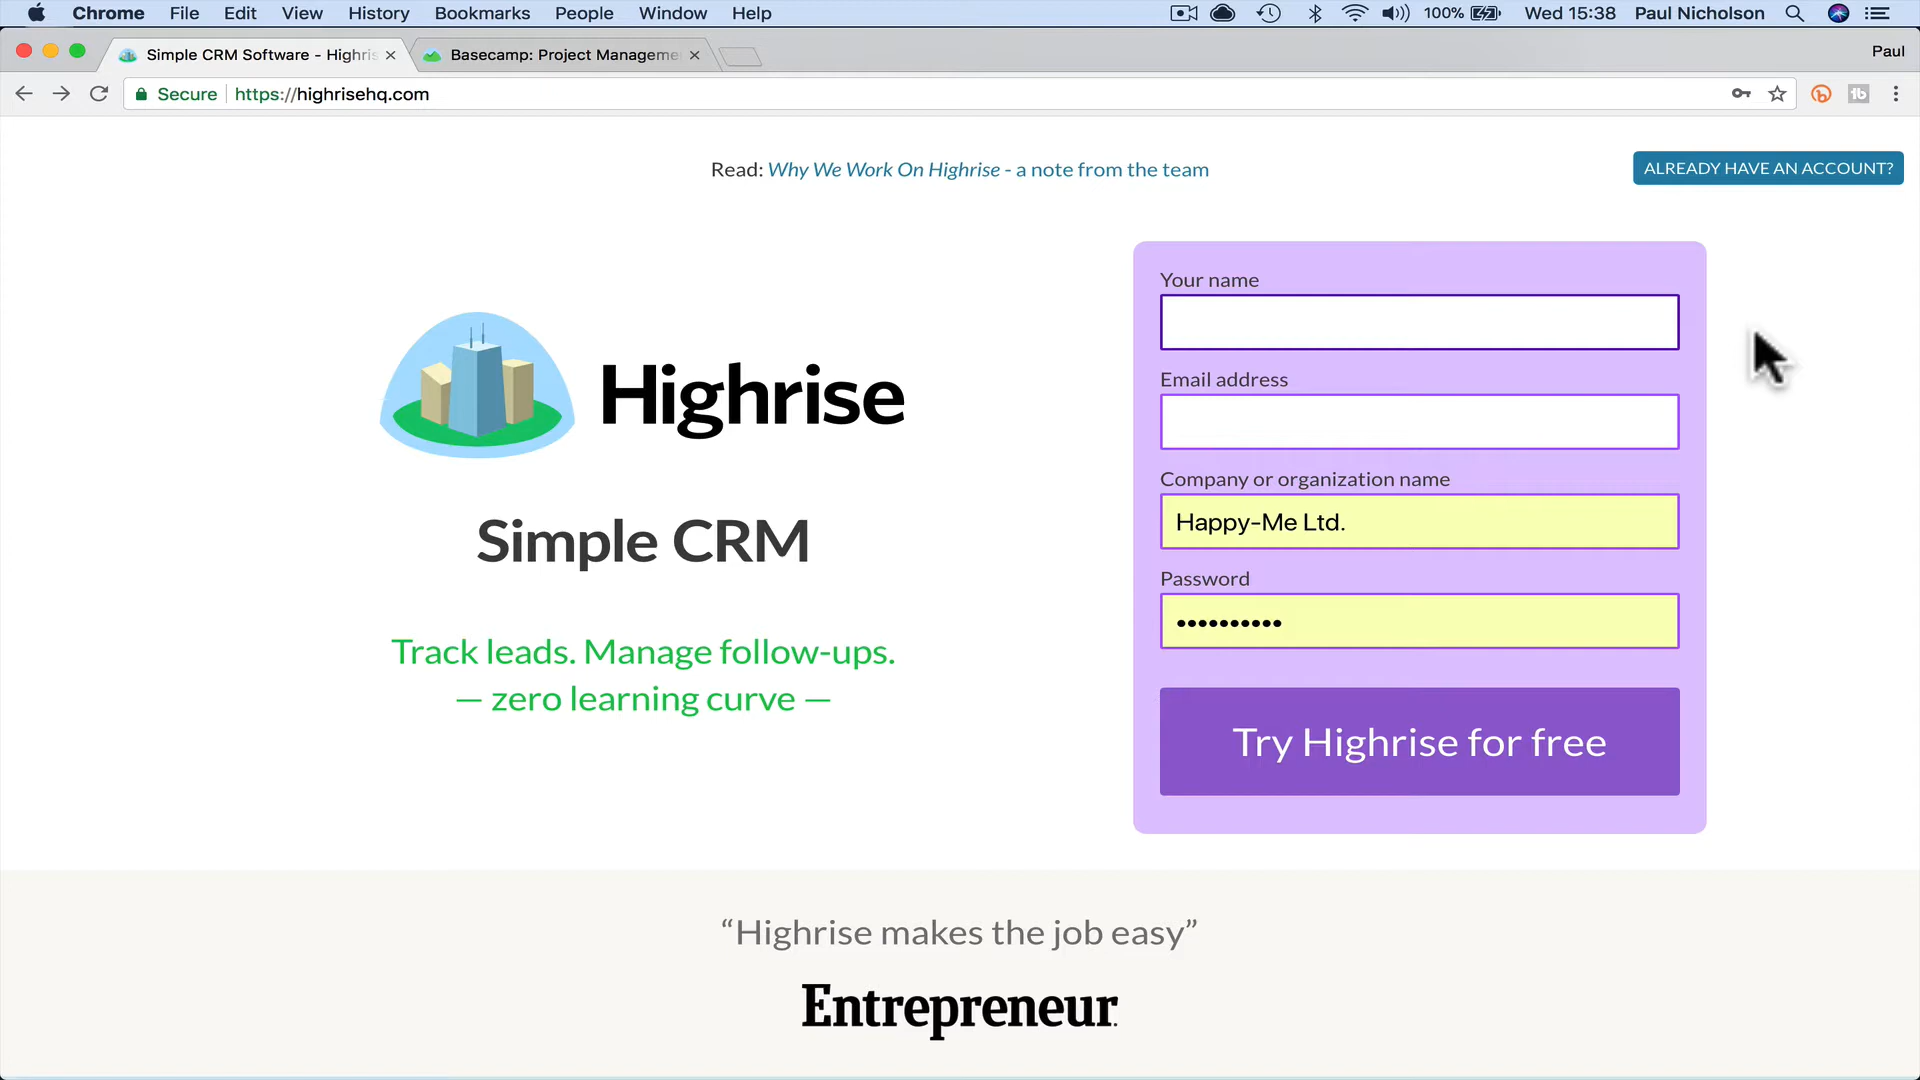 Chrome File Edit View History Bookmarks People Window Help 100% Wed 15:38 Paul Nicholson
Simple CRM Software - Highris Basecamp: Project Manageme Paul
Secure https://highrisehq.com
Read: Why We Work On Highrise - a note from the team
ALREADY HAVE AN ACCOUNT?
Highrise
Simple CRM
Track leads. Manage follow-ups.
— zero learning curve —
Your name
Email address
Company or organization name
Happy-Me Ltd.
Password
••••••••••
Try Highrise for free
“Highrise makes the job easy”
Entrepreneur